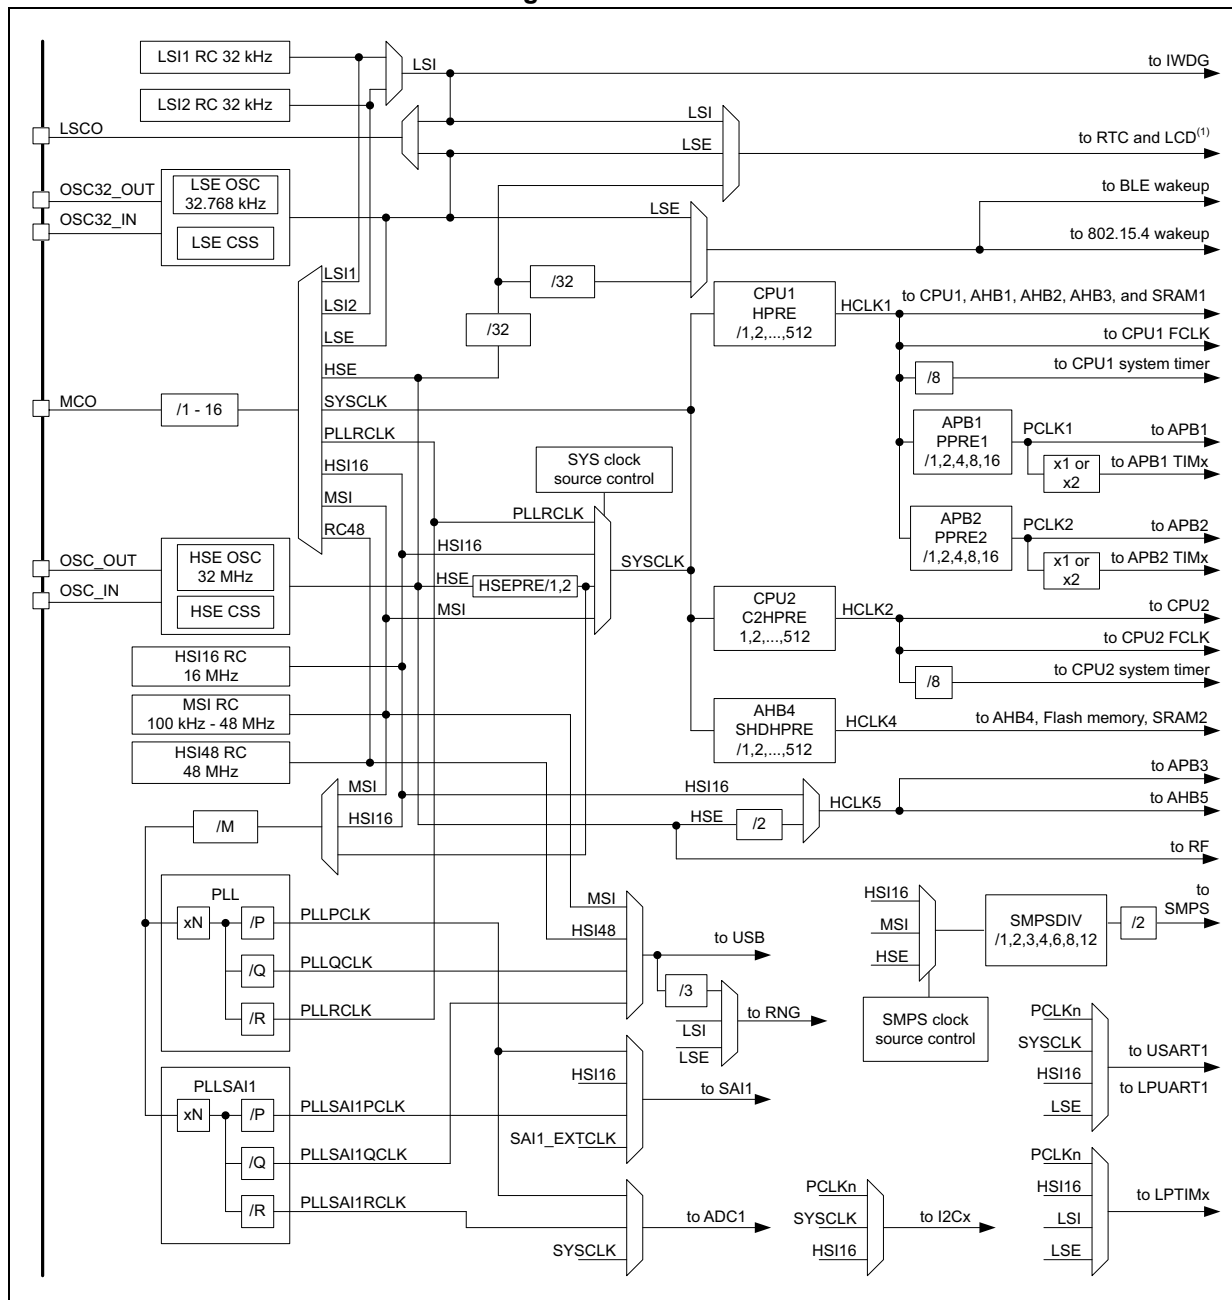 LSI1 RC 32 kHz
LSI
to IWDG
LSI2 RC 32 kHz
LSCO
LSI
LSE
to RTC and LCD(1)
OSC32_OUT
OSC32_IN
LSE OSC
32.768 kHz
LSE CSS
LSE
to BLE wakeup
to 802.15.4 wakeup
/32
/32
LSI1
LSI2
LSE
HSE
SYSCLK
PLLRCLK
HSI16
MSI
RC48
MCO
/1 - 16
CPU1
HPRE
/1,2,...,512
HCLK1
to CPU1, AHB1, AHB2, AHB3, and SRAM1
to CPU1 FCLK
/8
to CPU1 system timer
APB1
PPRE1
/1,2,4,8,16
PCLK1
to APB1
x1 or
x2
to APB1 TIMx
APB2
PPRE2
/1,2,4,8,16
PCLK2
to APB2
x1 or
x2
to APB2 TIMx
SYS clock
source control
PLLRCLK
HSI16
HSE
HSEPRE/1,2
MSI
SYSCLK
OSC_OUT
OSC_IN
HSE OSC
32 MHz
HSE CSS
CPU2
C2HPRE
1,2,...,512
HCLK2
to CPU2
to CPU2 FCLK
/8
to CPU2 system timer
HSI16 RC
16 MHz
MSI RC
100 kHz - 48 MHz
HSI48 RC
48 MHz
AHB4
SHDHPRE
/1,2,...,512
HCLK4
to AHB4, Flash memory, SRAM2
MSI
HSI16
/M
HSI16
HSE
/2
HCLK5
to APB3
to AHB5
to RF
PLL
xN
/P
PLLPCLK
/Q
PLLQCLK
/R
PLLRCLK
MSI
HSI48
to USB
/3
LSI
LSE
to RNG
HSI16
MSI
HSE
SMPSDIV
/1,2,3,4,6,8,12
/2
to
SMPS
SMPS clock
source control
PLLSAI1
xN
/P
PLLSAI1PCLK
/Q
PLLSAI1QCLK
/R
PLLSAI1RCLK
HSI16
SAI1_EXTCLK
to SAI1
PCLKn
SYSCLK
HSI16
LSE
to USART1
to LPUART1
SYSCLK
to ADC1
PCLKn
SYSCLK
HSI16
to I2Cx
PCLKn
HSI16
LSI
LSE
to LPTIMx